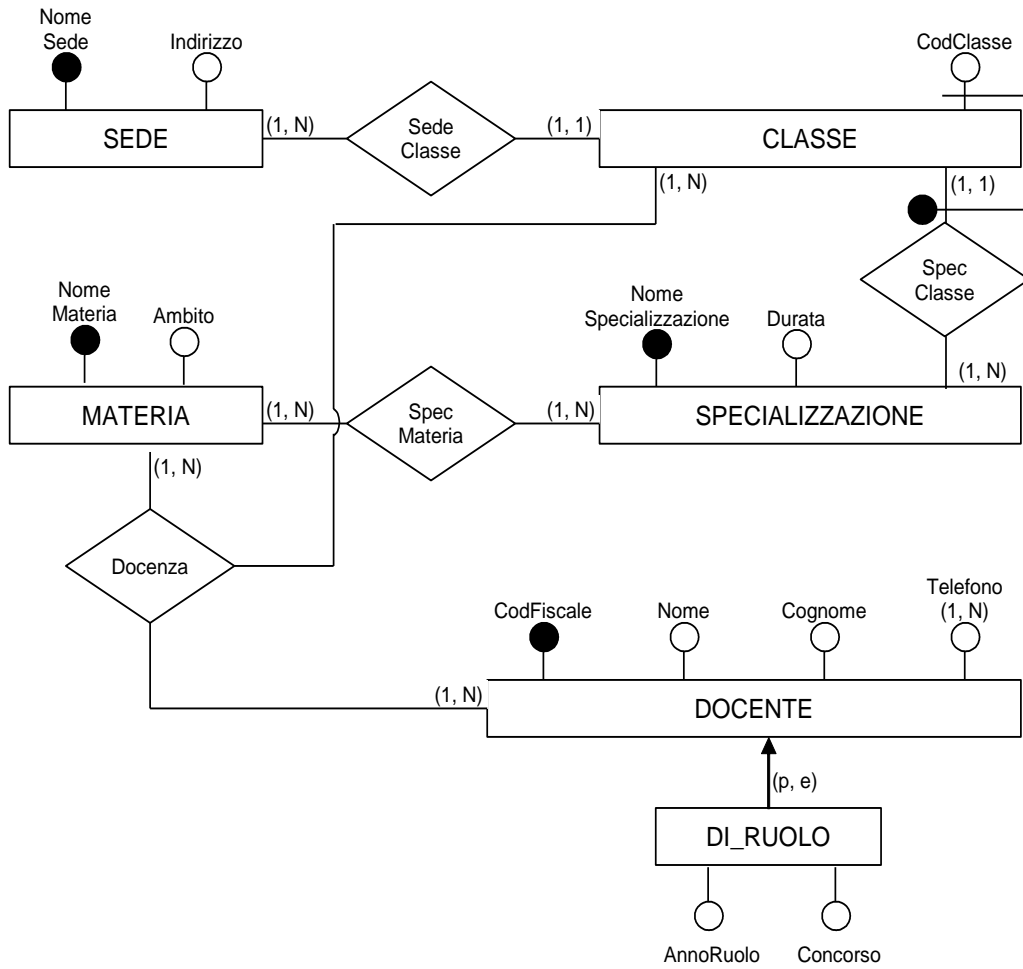 Nome
Sede
Indirizzo
CodClasse
SEDE
(1, N)
Sede
Classe
(1, 1)
CLASSE
(1, N)
(1, 1)
Spec
Classe
Nome
Materia
Ambito
Nome
Specializzazione
Durata
(1, N)
MATERIA
(1, N)
Spec
Materia
(1, N)
SPECIALIZZAZIONE
(1, N)
Docenza
CodFiscale
Nome
Cognome
Telefono
(1, N)
(1, N)
DOCENTE
(p, e)
DI_RUOLO
AnnoRuolo
Concorso